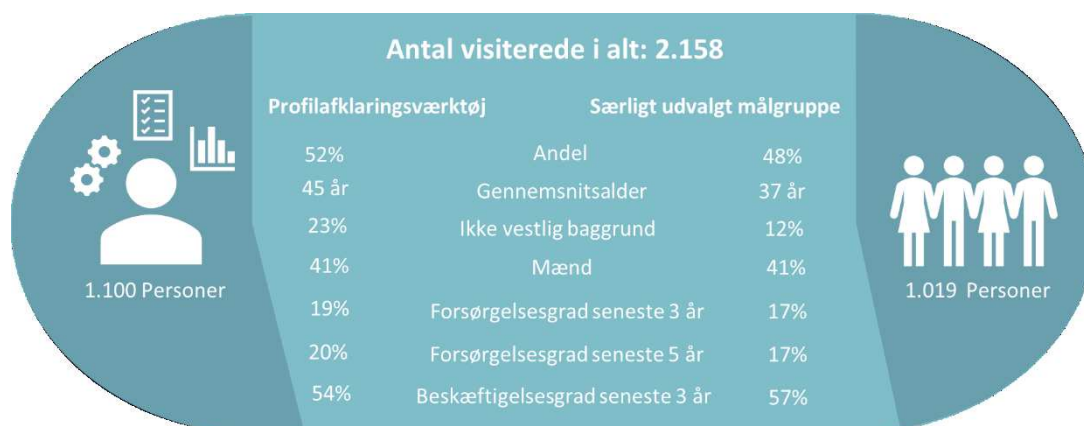 Antal visiterede i alt: 2.158
Profilafklaringsværktøj Særligt udvalgt målgruppe
52% Andel 48%
45 år Gennemsnitsalder 37 år
23% Ikke vestlig baggrund 12%
41% Mænd 41%
1.100 Personer 1.019 Personer
19% Forsørgelsesgrad seneste 3 år 17%
20% Forsørgelsesgrad seneste 5 år 17%
54% Beskæftigelsesgrad seneste 3 år 57%